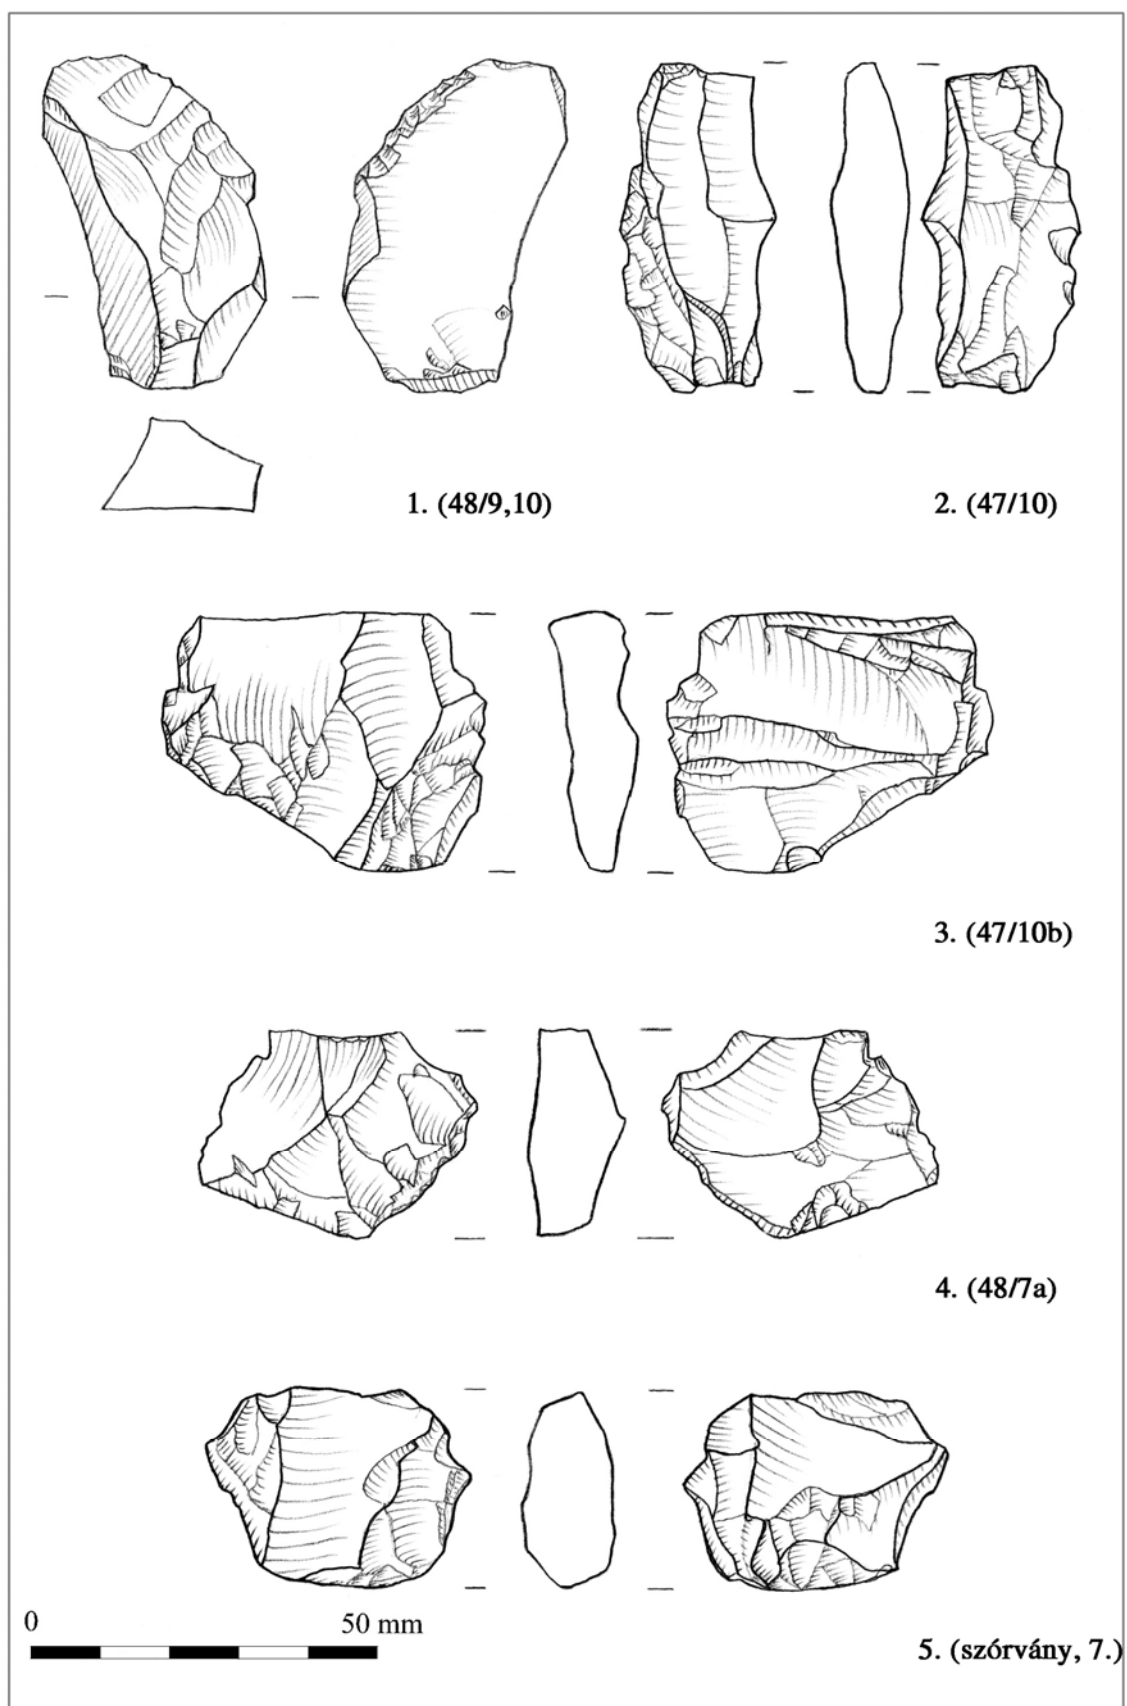 1. (48/9,10)
2. (47/10)
3. (47/10b)
4. (48/7a)
0 50 mm
5. (szórvány, 7.)